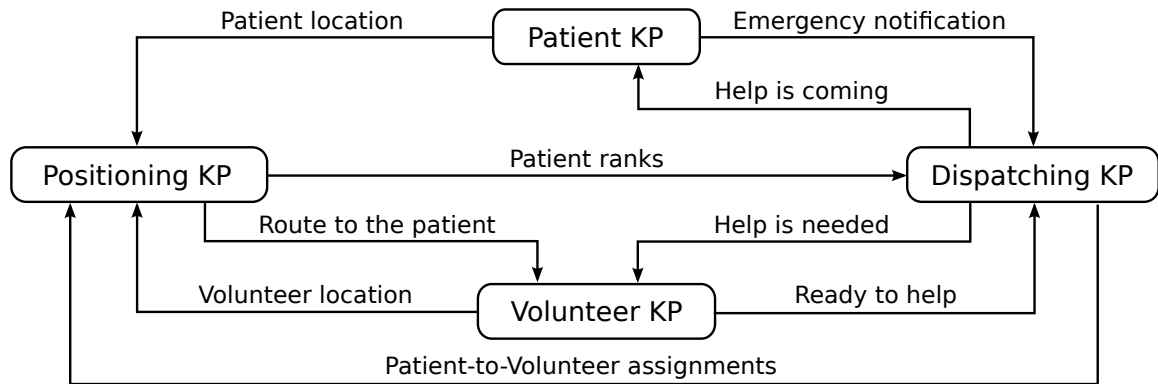 Patient location
Patient KP
Emergency notification
Help is coming
Positioning KP
Patient ranks
Dispatching KP
Route to the patient
Help is needed
Volunteer location
Volunteer KP
Ready to help
Patient-to-Volunteer assignments